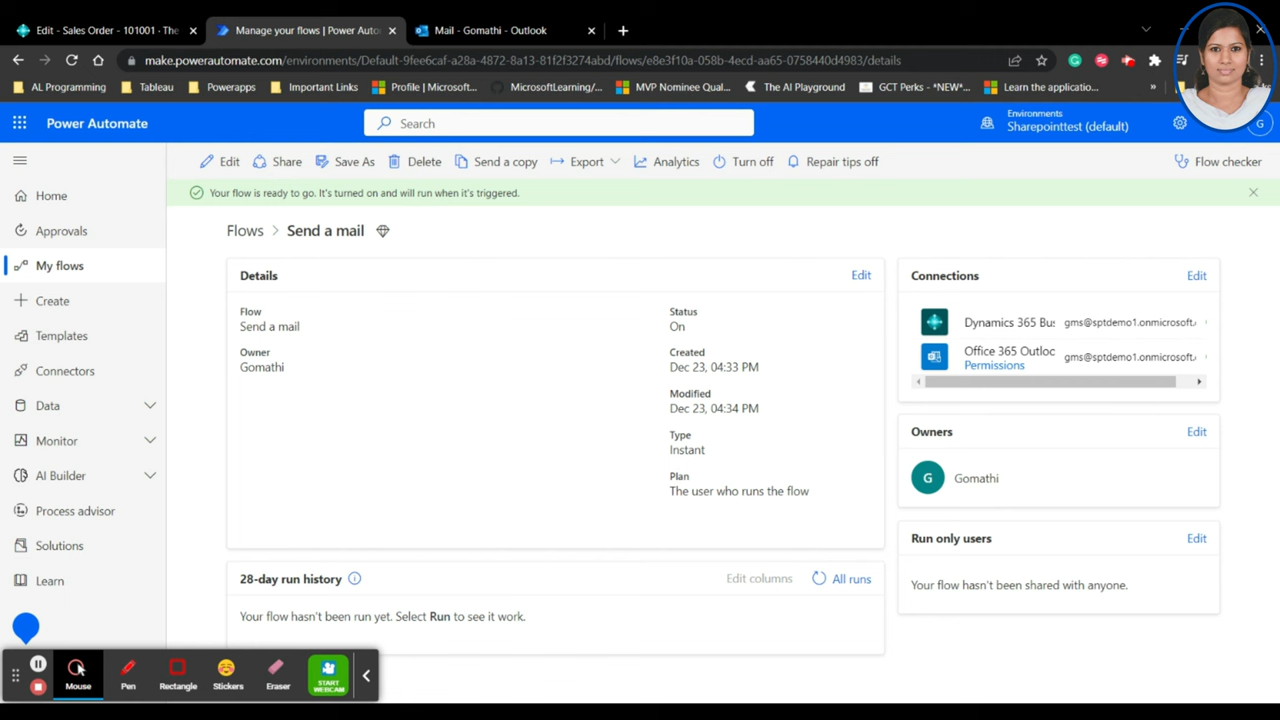 Edit - Sales Order - 101001 · The
Manage your flows | Power Auto
Mail - Gomathi - Outlook
make.powerautomate.com/environments/Default-9fee6caf-a28a-4872-8a13-81f2f3274abd/flows/e8e3f10a-058b-4ecd-aa65-0758440d4983/details
AL Programming
Tableau
Powerapps
Important Links
Profile | Microsoft...
MicrosoftLearning/...
MVP Nominee Qual...
The AI Playground
GCT Perks - *NEW*...
Learn the applicatio...
Power Automate
Search
Environments
Sharepointtest (default)
G
Edit
Share
Save As
Delete
Send a copy
Export
Analytics
Turn off
Repair tips off
Flow checker
Your flow is ready to go. It's turned on and will run when it's triggered.
Home
Approvals
My flows
Create
Templates
Connectors
Data
Monitor
AI Builder
Process advisor
Solutions
Learn
Flows > Send a mail
Details
Edit
Flow
Send a mail
Owner
Gomathi
Status
On
Created
Dec 23, 04:33 PM
Modified
Dec 23, 04:34 PM
Type
Instant
Plan
The user who runs the flow
28-day run history
Edit columns
All runs
Your flow hasn't been run yet. Select Run to see it work.
Connections
Edit
Dynamics 365 Bus
gms@sptdemo1.onmicrosoft.
Office 365 Outloo
Permissions
gms@sptdemo1.onmicrosoft.
Owners
Edit
G
Gomathi
Run only users
Edit
Your flow hasn't been shared with anyone.
Mouse
Pen
Rectangle
Stickers
Eraser
START
WEBCAM